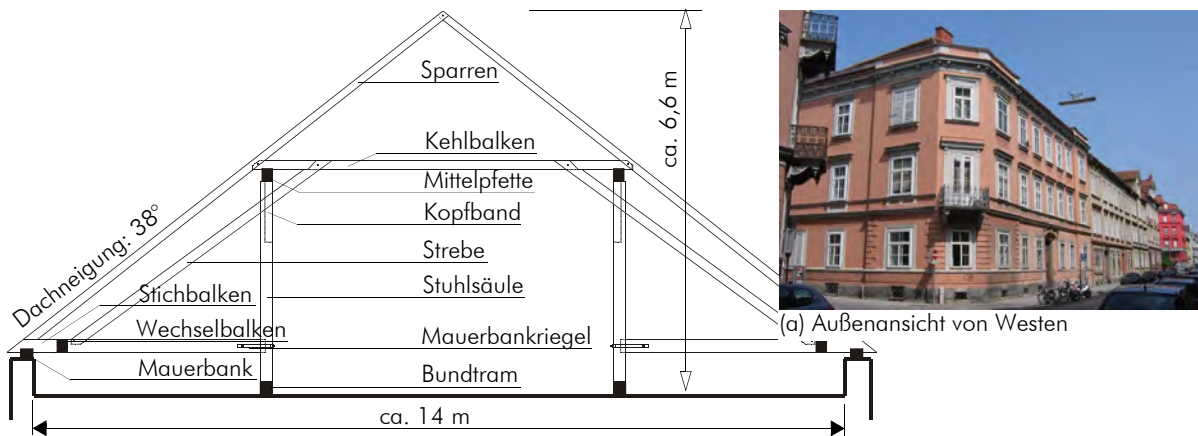 Sparren
ca. 6,6 m
Kehlbalken
Mittelpfette
Kopfband
Dachneigung: 38°
Strebe
Stuhlsäule
Stichbalken
Wechselbalken
Mauerbankriegel
Mauerbank
Bundtram
ca. 14 m
(a) Außenansicht von Westen